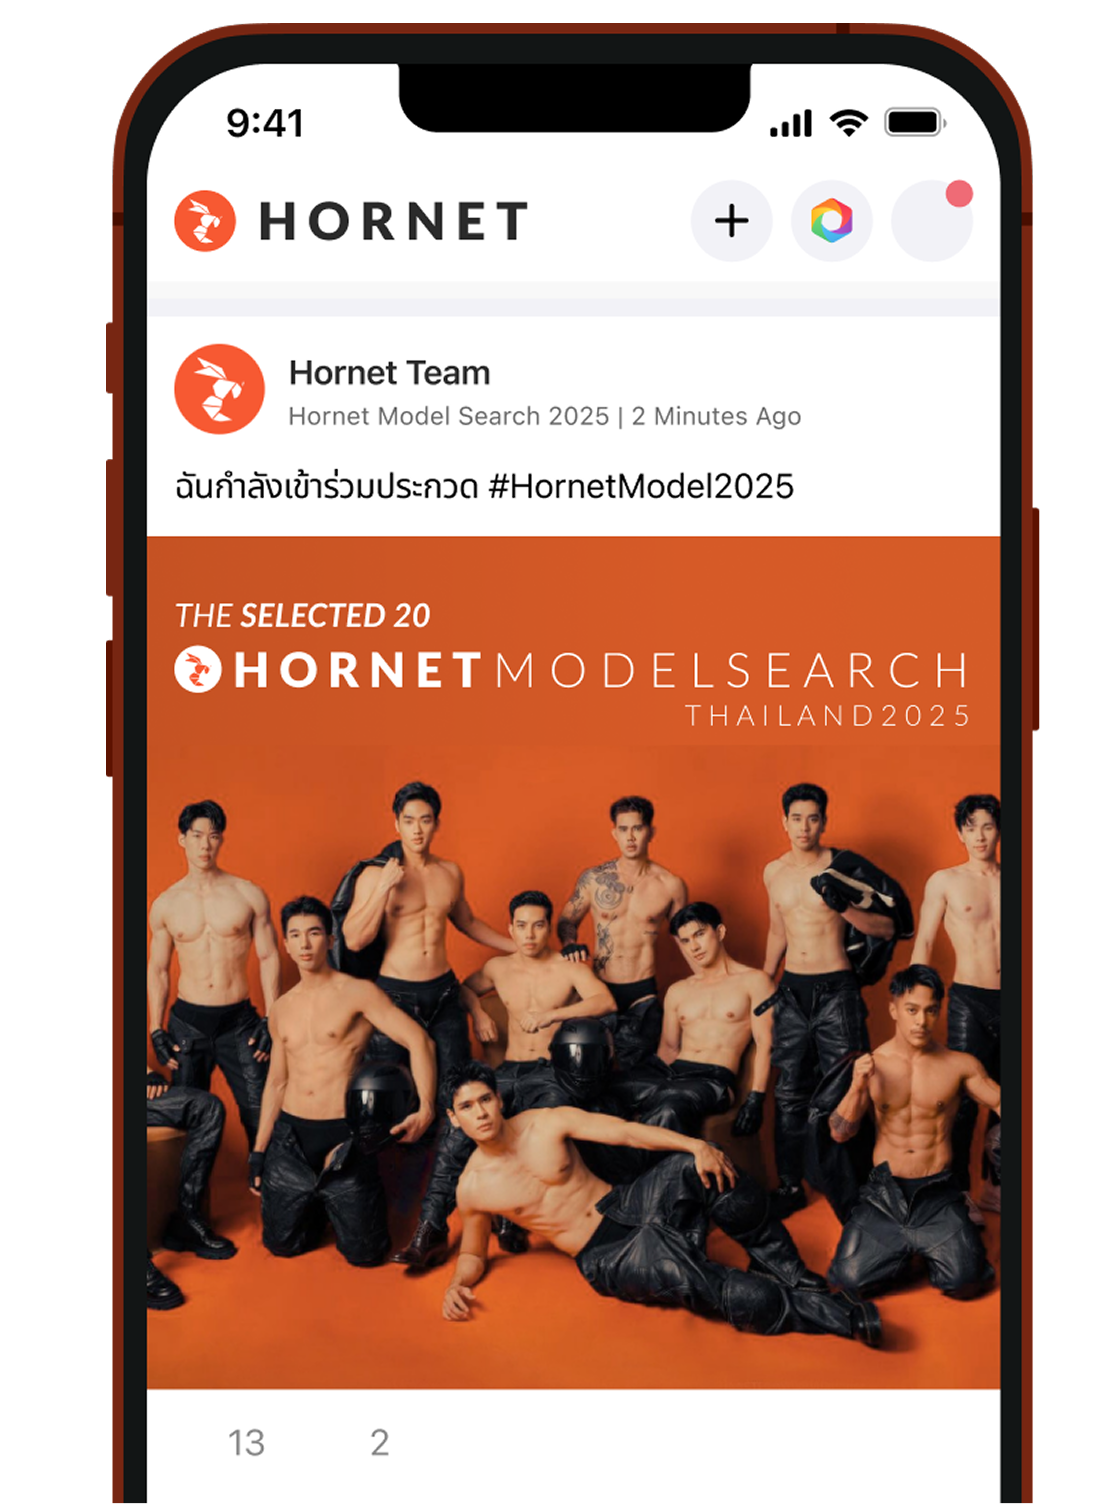 9:41
HORNET
Hornet Team
Hornet Model Search 2025 | 2 Minutes Ago
ฉันกำลังเข้าร่วมประกวด #HornetModel2025
THE SELECTED 20
HORNETMODELSEARCH
THAILAND2025
13 2